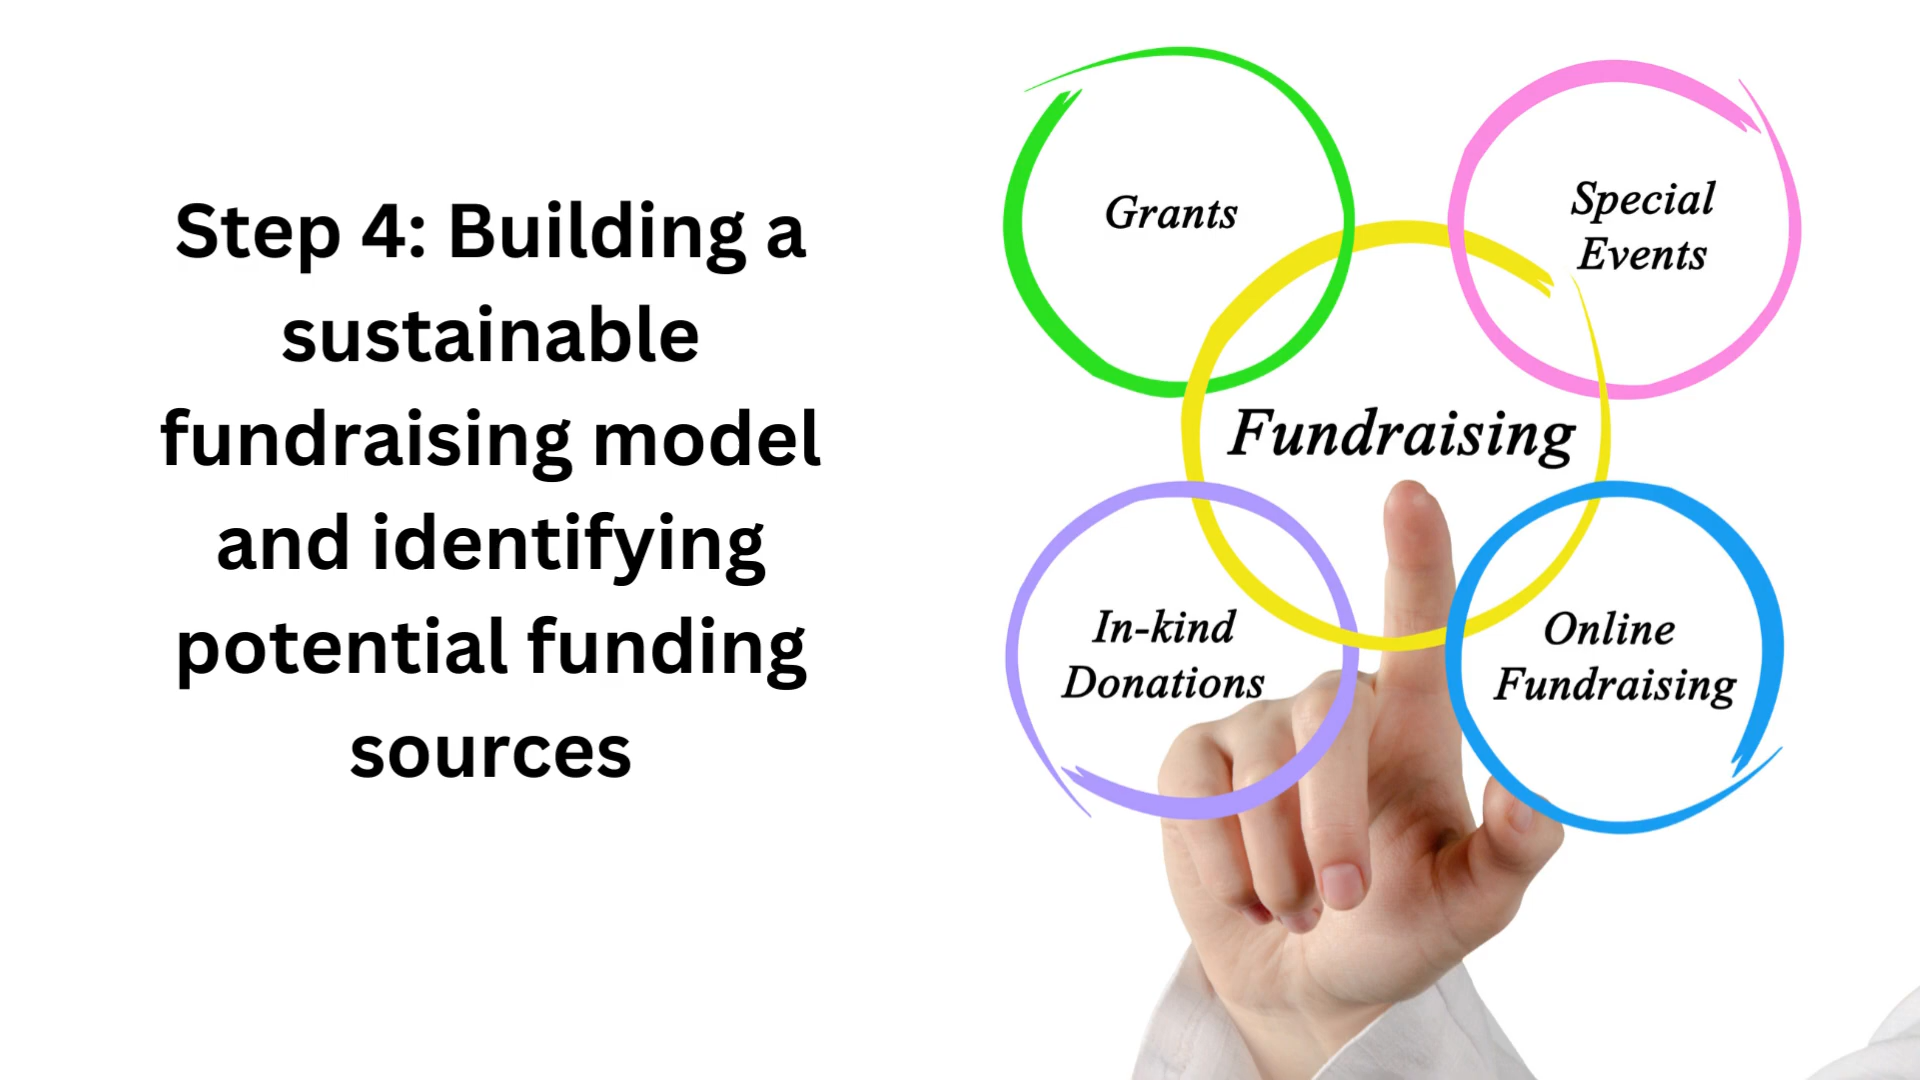 Step 4: Building a
sustainable
fundraising model
and identifying
potential funding
sources
Grants
Special
Events
Fundraising
In-kind
Donations
Online
Fundraising